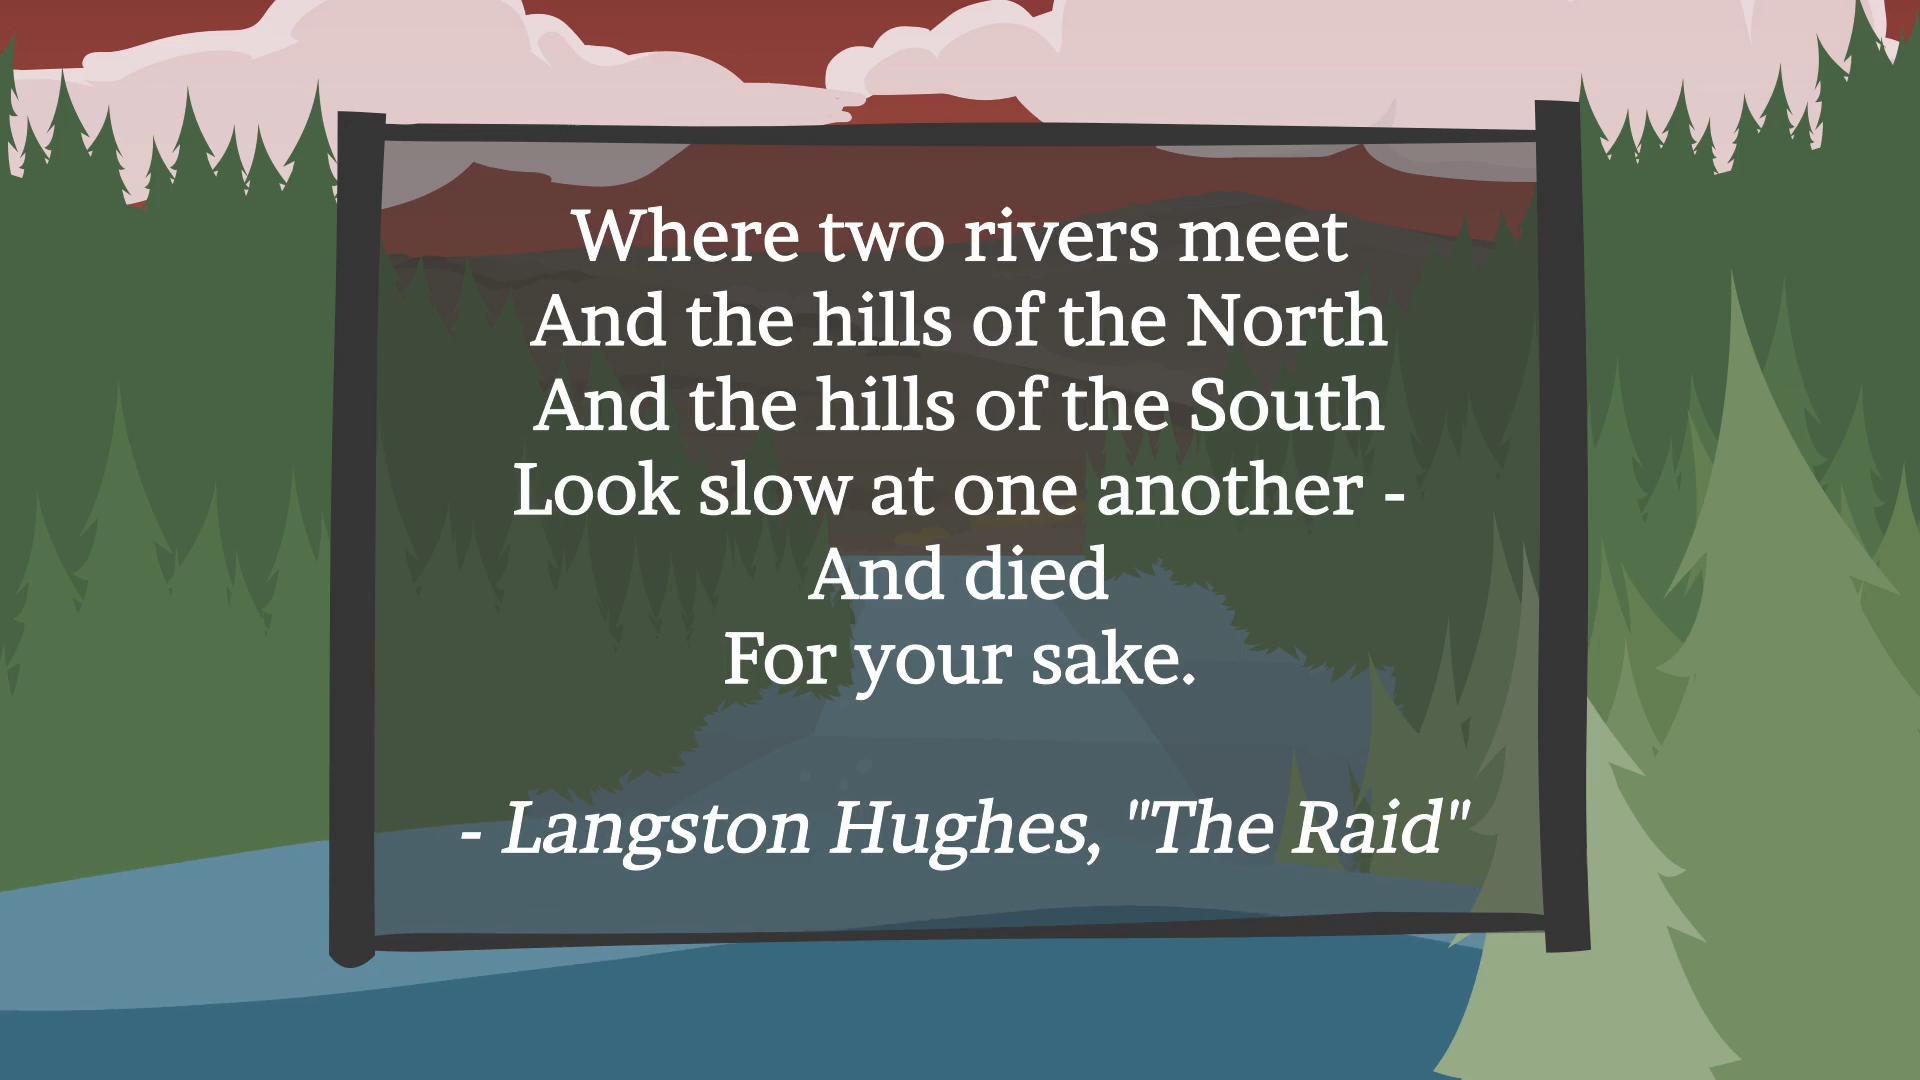 Where two rivers meet
And the hills of the North
And the hills of the South
Look slow at one another -
And died
For your sake.
- Langston Hughes, "The Raid"